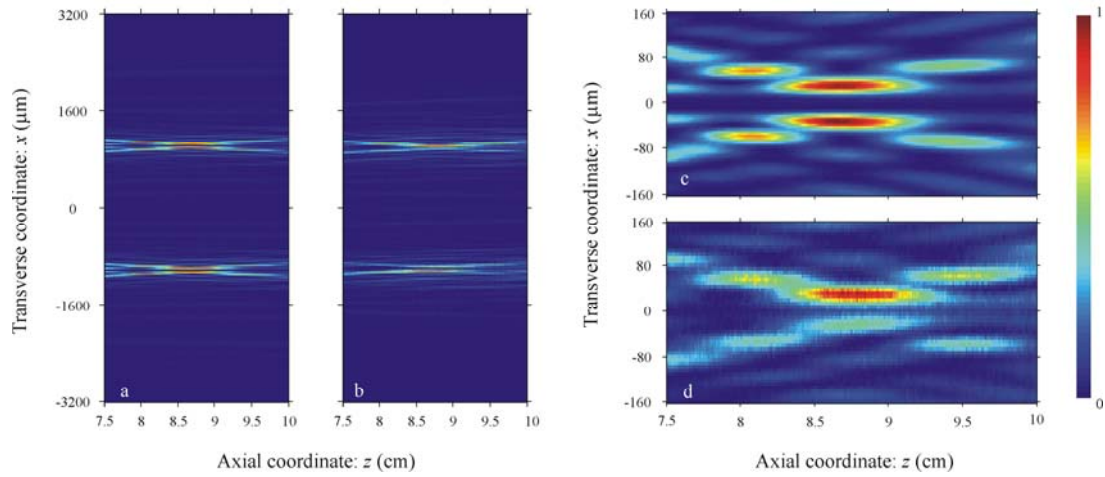 3200
1600
0
-1600
-3200
Transverse coordinate: x (µm)
a
7.5 8 8.5 9 9.5 10
b
7.5 8 8.5 9 9.5 10
Axial coordinate: z (cm)
160
80
0
-80
-160
c
160
80
0
-80
-160
Transverse coordinate: x (µm)
d
7.5 8 8.5 9 9.5 10
Axial coordinate: z (cm)
1
0